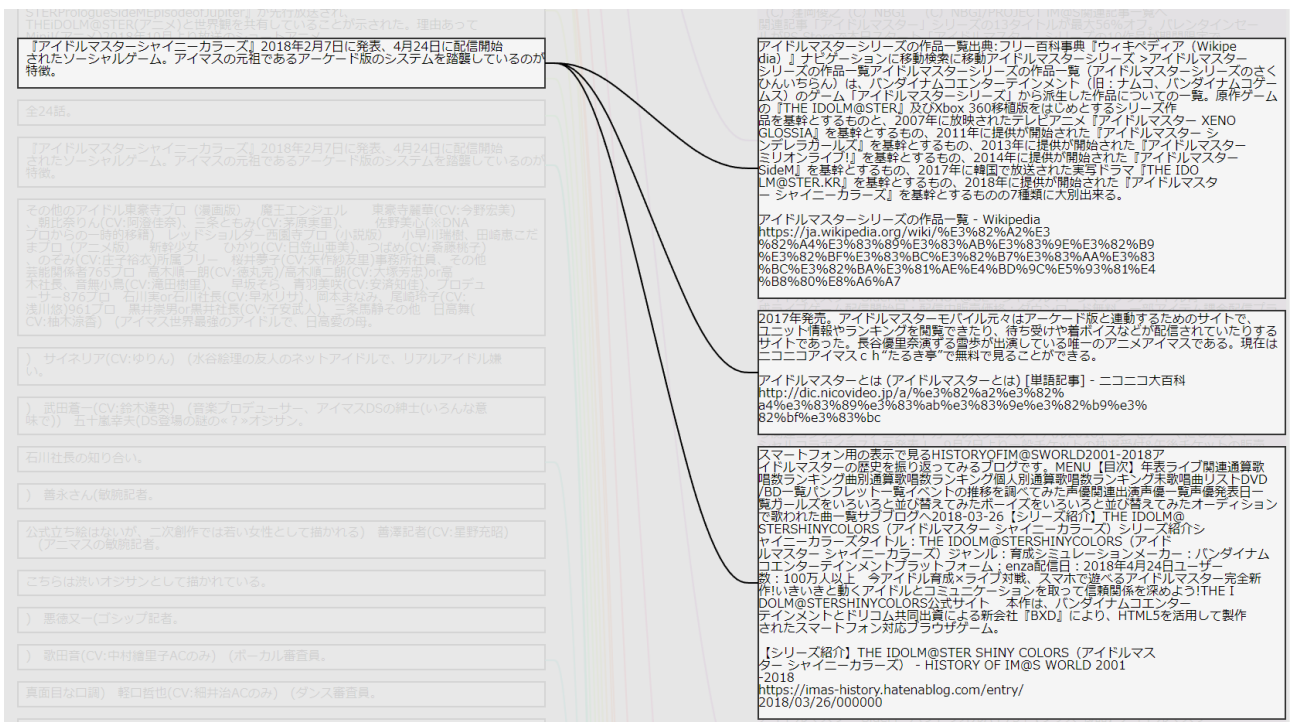 『アイドルマスターシャイニーカラーズ』2018年2月7日に発表、4月24日に配信開始
されたソーシャルゲーム。アイマスの元祖であるアーケード版のシステムを踏襲しているのが
特徴。
全24話。
『アイドルマスターシャイニーカラーズ』2018年2月7日に発表、4月24日に配信開始
されたソーシャルゲーム。アイマスの元祖であるアーケード版のシステムを踏襲しているのが
特徴。
) サイネリア(CV:ゆりん) (水谷絵理の友人のネットアイドルで、リアルアイドル嫌
い。
) 武田蒼一(CV:鈴木達央) (音楽プロデューサー、アイマスDSの紳士(いろんな意
味で)) 五十嵐幸夫(DS登場の謎の«？»オジサン。
石川社長の知り合い。
) 善永さん(敏腕記者。
公式立ち絵はないが、二次創作では若い女性として描かれる) 善澤記者(CV:星野充昭)
(アニマスの敏腕記者。
こちらは渋いオジサンとして描かれている。
) 悪徳又一(ゴシップ記者。
) 歌田音(CV:中村繪里子ACのみ) (ボーカル審査員。
真面目な口調) 軽口哲也(CV:細井治ACのみ) (ダンス審査員。
アイドルマスターシリーズの作品一覧出典:フリー百科事典『ウィキペディア（Wikipe
dia）』ナビゲーションに移動検索に移動アイドルマスターシリーズ >アイドルマスター
シリーズの作品一覧アイドルマスターシリーズの作品一覧（アイドルマスターシリーズのさく
ひんいちらん）は、バンダイナムコエンターテインメント（旧：ナムコ、バンダイナムコゲー
ムス）のゲーム「アイドルマスターシリーズ」から派生した作品についての一覧。原作ゲーム
の『THE IDOLM@STER』及びXbox 360移植版をはじめとするシリーズ作
品を基幹とするものと、2007年に放映されたテレビアニメ『アイドルマスター XENO
GLOSSIA』を基幹とするもの、2011年に提供が開始された『アイドルマスター シ
ンデレラガールズ』を基幹とするもの、2013年に提供が開始された『アイドルマスター
ミリオンライブ!』を基幹とするもの、2014年に提供が開始された『アイドルマスター
SideM』を基幹とするもの、2017年に韓国で放送された実写ドラマ『THE IDO
LM@STER.KR』を基幹とするもの、2018年に提供が開始された『アイドルマスタ
ー シャイニーカラーズ』を基幹とするものの7種類に大別出来る。
アイドルマスターシリーズの作品一覧 - Wikipedia
https://ja.wikipedia.org/wiki/%E3%82%A2%E3
%82%A4%E3%83%89%E3%83%AB%E3%83%9E%E3%82%B9
%E3%82%BF%E3%83%BC%E3%82%B7%E3%83%AA%E3%83
%BC%E3%82%BA%E3%81%AE%E4%BD%9C%E5%93%81%E4
%B8%80%E8%A6%A7
2017年発売。アイドルマスターモバイル元々はアーケード版と連動するためのサイトで、
ユニット情報やランキングを閲覧できたり、待ち受けや着ボイスなどが配信されていたりする
サイトであった。長谷優里奈演ずる雪歩が出演している唯一のアニメアイマスである。現在は
ニコニコアイマスｃｈ“たるき亭”で無料で見ることができる。
アイドルマスターとは (アイドルマスターとは) [単語記事] - ニコニコ大百科
http://dic.nicovideo.jp/a/%e3%82%a2%e3%82%
a4%e3%83%89%e3%83%ab%e3%83%9e%e3%82%b9%e3%
82%bf%e3%83%bc
スマートフォン用の表示で見るHISTORYOFIM@SWORLD2001-2018ア
イドルマスターの歴史を振り返ってみるブログです。MENU【目次】年表ライブ関連通算歌
唱数ランキング曲別通算歌唱数ランキング個人別通算歌唱数ランキング未歌唱曲リストDVD
/BD一覧パンフレット一覧イベントの推移を調べてみた声優関連出演声優一覧声優発表日一
覧ガールズをいろいろと並び替えてみたボーイズをいろいろと並び替えてみたオーディション
で歌われた曲一覧サブブログへ2018-03-26【シリーズ紹介】THE IDOLM@
STERSHINYCOLORS（アイドルマスター シャイニーカラーズ）シリーズ紹介シ
ャイニーカラーズタイトル：THE IDOLM@STERSHINYCOLORS（アイド
ルマスター シャイニーカラーズ）ジャンル：育成シミュレーションメーカー：バンダイナム
コエンターテインメントプラットフォーム：enza配信日：2018年4月24日ユーザー
数：100万人以上 今アイドル育成×ライブ対戦、スマホで遊べるアイドルマスター完全新
作!いきいきと動くアイドルとコミュニケーションを取って信頼関係を深めよう!THE I
DOLM@STERSHINYCOLORS公式サイト 本作は、バンダイナムコエンター
テインメントとドリコム共同出資による新会社『BXD』により、HTML5を活用して製作
されたスマートフォン対応ブラウザゲーム。
【シリーズ紹介】THE IDOLM@STER SHINY COLORS（アイドルマス
ター シャイニーカラーズ） - HISTORY OF IM@S WORLD 2001
-2018
https://imas-history.hatenablog.com/entry/
2018/03/26/000000